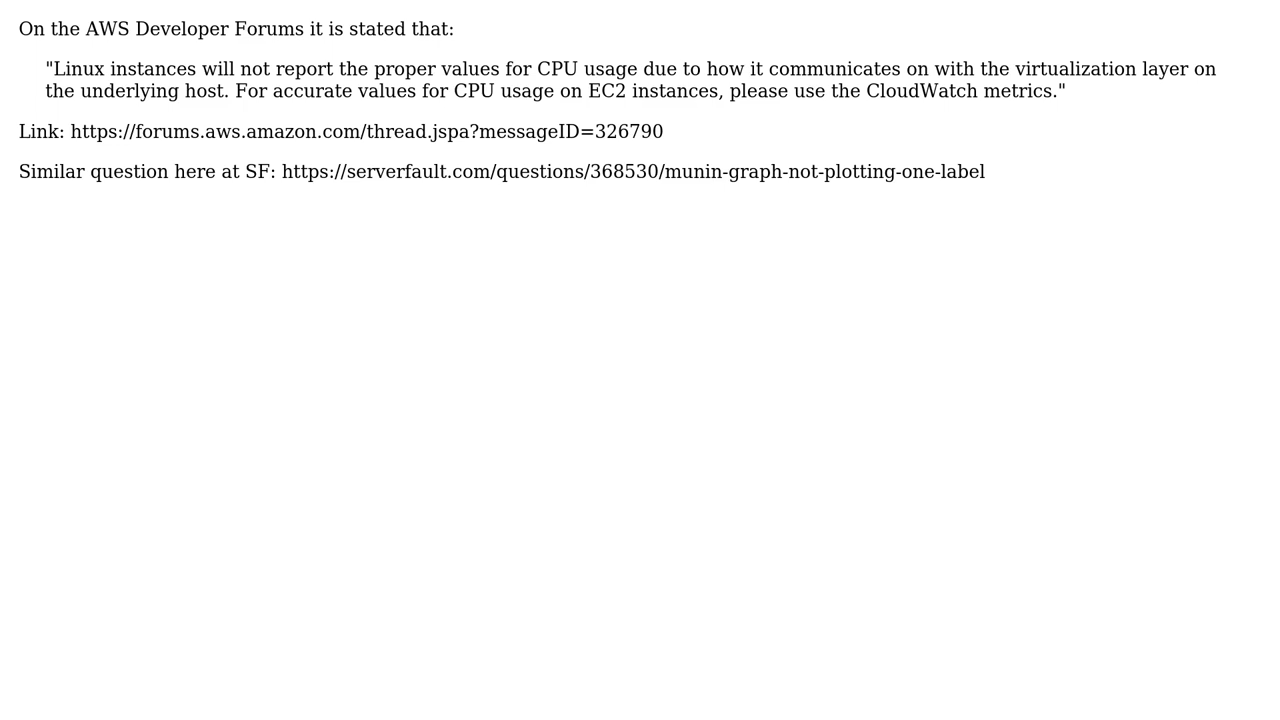 On the AWS Developer Forums it is stated that:
"Linux instances will not report the proper values for CPU usage due to how it communicates on with the virtualization layer on
the underlying host. For accurate values for CPU usage on EC2 instances, please use the CloudWatch metrics."
Link: https://forums.aws.amazon.com/thread.jspa?messageID=326790
Similar question here at SF: https://serverfault.com/questions/368530/munin-graph-not-plotting-one-label